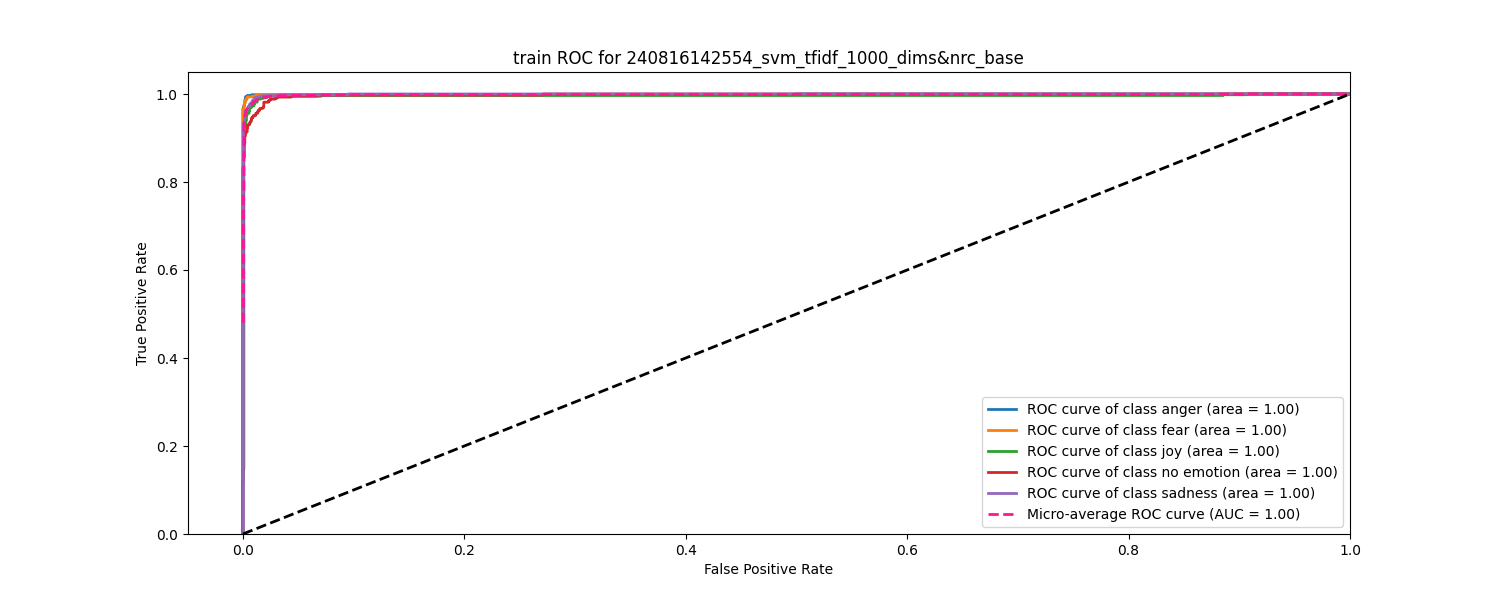 train ROC for 240816142554_svm_tfidf_1000_dims&nrc_base
1.0
0.8
0.6
0.4
0.2
0.0
True Positive Rate
ROC curve of class anger (area = 1.00)
ROC curve of class fear (area = 1.00)
ROC curve of class joy (area = 1.00)
ROC curve of class no emotion (area = 1.00)
ROC curve of class sadness (area = 1.00)
Micro-average ROC curve (AUC = 1.00)
0.0 0.2 0.4 0.6 0.8 1.0
False Positive Rate